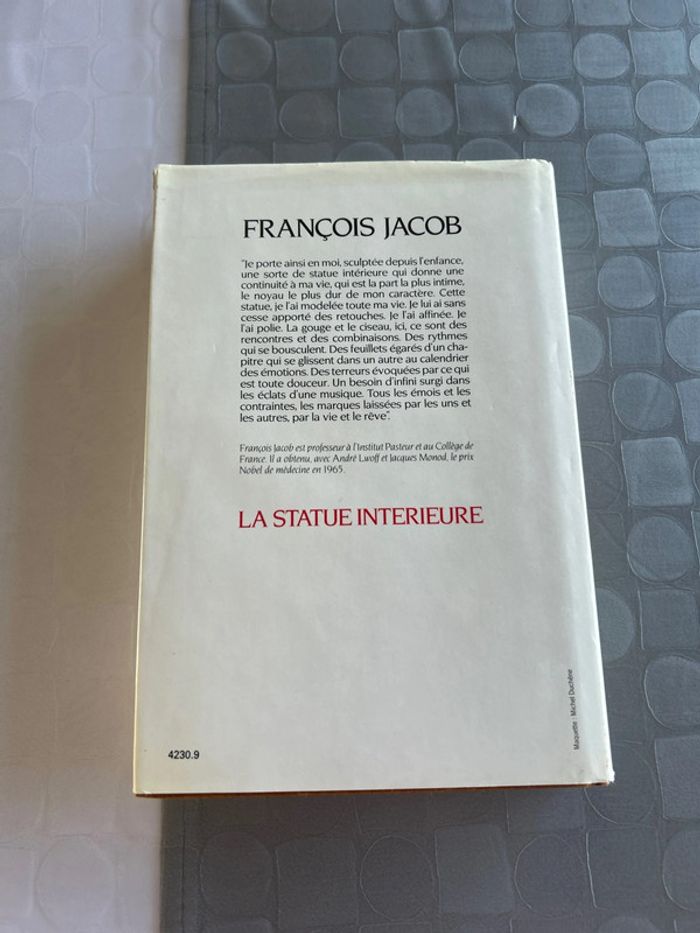 FRANÇOIS JACOB
"Je porte ainsi en moi, sculptée depuis l'enfance,
une sorte de statue intérieure qui donne une
continuité à ma vie, qui est la part la plus intime,
le noyau le plus dur de mon caractère. Cette
statue, je l'ai modelée toute ma vie. Je lui ai sans
cesse apporté des retouches. Je l'ai affinée. Je
l'ai polie. La gouge et le ciseau, ici, ce sont des
rencontres et des combinaisons. Des rythmes
qui se bousculent. Des feuillets égarés d'un cha-
pitre qui se glissent dans un autre au calendrier
des émotions. Des terreurs évoquées par ce qui
est toute douceur. Un besoin d'infini surgi dans
les éclats d'une musique. Tous les émois et les
contraintes, les marques laissées par les uns et
les autres, par la vie et le rêve".
François Jacob est professeur à l'Institut Pasteur et au Collège de
France. Il a obtenu, avec André Lwoff et Jacques Monod, le prix
Nobel de médecine en 1965.
LA STATUE INTERIEURE
Maquette : Michel Duchêne
4230.9